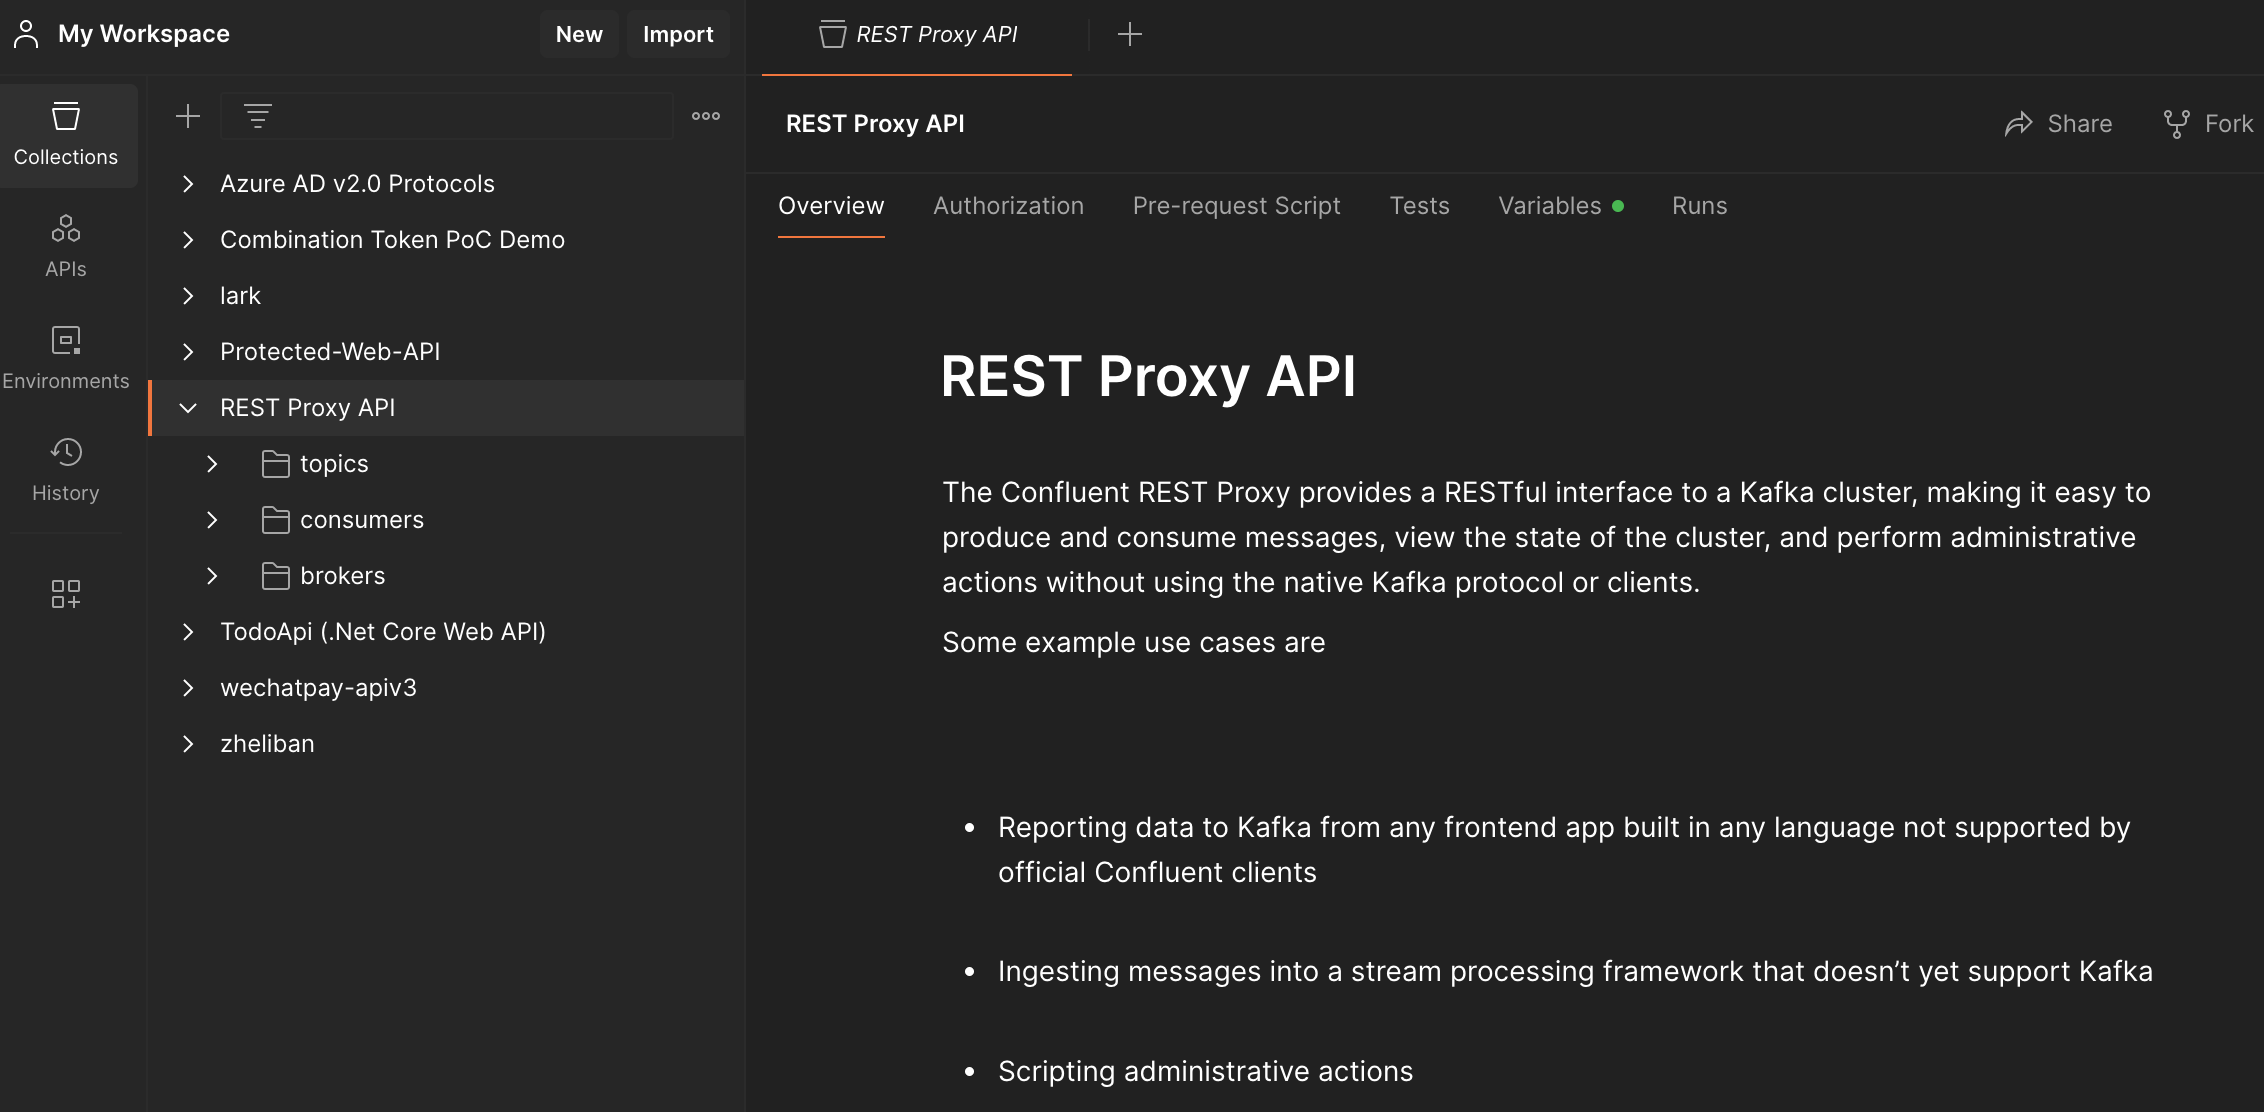 My Workspace
New
Import
REST Proxy API
Collections
APIs
Environments
History
Azure AD v2.0 Protocols
Combination Token PoC Demo
lark
Protected-Web-API
REST Proxy API
topics
consumers
brokers
TodoApi (.Net Core Web API)
wechatpay-apiv3
zheliban
REST Proxy API
Share
Fork
Overview
Authorization
Pre-request Script
Tests
Variables
Runs
REST Proxy API
The Confluent REST Proxy provides a RESTful interface to a Kafka cluster, making it easy to
produce and consume messages, view the state of the cluster, and perform administrative
actions without using the native Kafka protocol or clients.
Some example use cases are
• Reporting data to Kafka from any frontend app built in any language not supported by
official Confluent clients
• Ingesting messages into a stream processing framework that doesn’t yet support Kafka
• Scripting administrative actions